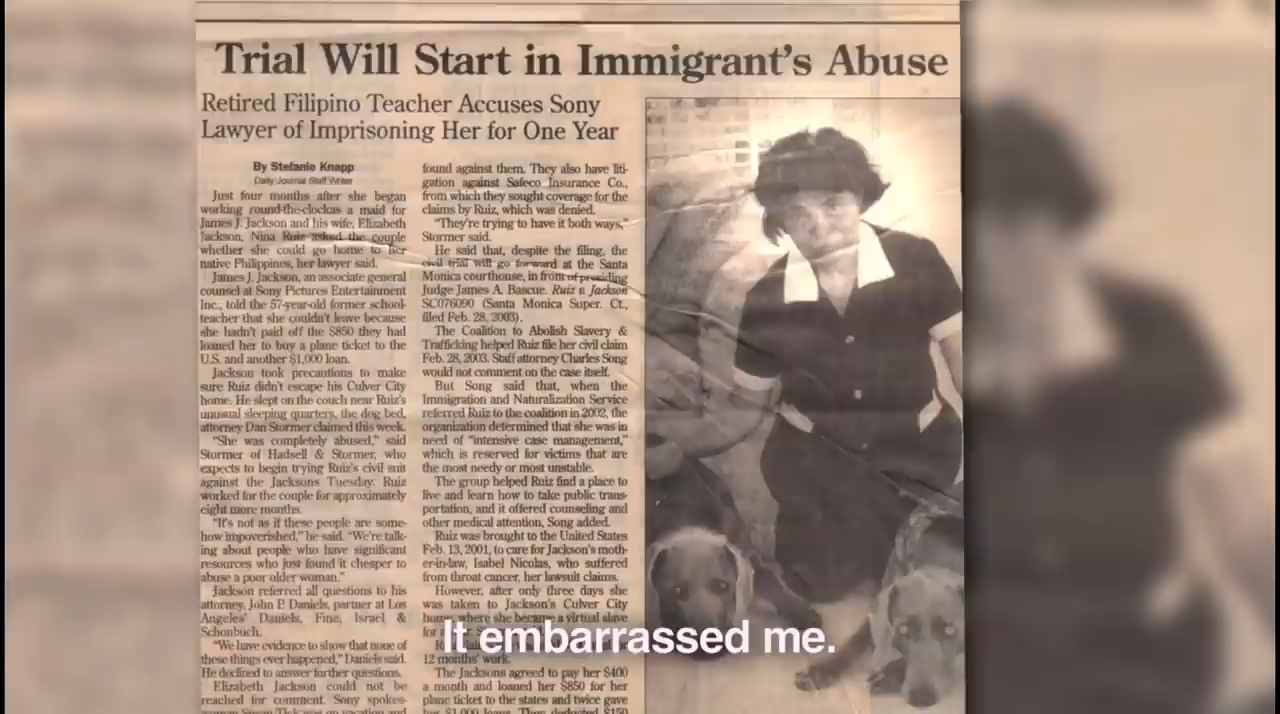 Trial Will Start in Immigrant's Abuse
Retired Filipino Teacher Accuses Sony
Lawyer of Imprisoning Her for One Year
By Stefanie Knapp
Daily Journal Staff Writer
Just four months after she began
working round-the-clockas a maid for
James J. Jackson and his wife, Elizabeth
Jackson, Nina Ruiz asked the couple
whether she could go home to her
native Philippines, her lawyer said.
James J. Jackson, an associate general
counsel at Sony Pictures Entertainment
Inc., told the 57-year-old former school-
teacher that she couldn't leave because
she hadn't paid off the $850 they had
loaned her to buy a plane ticket to the
U.S. and another $1,000 loan.
Jackson took precautions to make
sure Ruiz didn't escape his Culver City
home. He slept on the couch near Ruiz's
unusual sleeping quarters, the dog bed,
attorney Dan Stormer claimed this week.
"She was completely abused," said
Stormer of Hadsell & Stormer, who
expects to begin trying Ruiz's civil suit
against the Jacksons Tuesday. Ruiz
worked for the couple for approximately
eight more months.
"It's not as if these people are some-
how impoverished," he said. "We're talk-
ing about people who have significant
resources who just found it cheaper to
abuse a poor older woman."
Jackson referred all questions to his
attorney, John P. Daniels, partner at Los
Angeles' Daniels, Fine, Israel &
Schonbuch.
"We have evidence to show that none of
these things ever happened," Daniels said.
He declined to answer further questions.
Elizabeth Jackson could not be
reached for comment. Sony spokes-
was on vacation and
found against them. They also have liti-
gation against Safeco Insurance Co.,
from which they sought coverage for the
claims by Ruiz, which was denied.
"They're trying to have it both ways,"
Stormer said.
He said that, despite the filing, the
civil trial will go forward at the Santa
Monica courthouse, in front of presiding
Judge James A. Bascue. Ruiz v. Jackson
SC076090 (Santa Monica Super. Ct.,
filed Feb. 28, 2003).
The Coalition to Abolish Slavery &
Trafficking helped Ruiz file her civil claim
Feb. 28, 2003. Staff attorney Charles Song
would not comment on the case itself.
But Song said that, when the
Immigration and Naturalization Service
referred Ruiz to the coalition in 2002, the
organization determined that she was in
need of "intensive case management,"
which is reserved for victims that are
the most needy or most unstable.
The group helped Ruiz find a place to
live and learn how to take public trans-
portation, and it offered counseling and
other medical attention, Song added.
Ruiz was brought to the United States
Feb. 13, 2001, to care for Jackson's moth-
er-in-law, Isabel Nicolas, who suffered
from throat cancer, her lawsuit claims.
However, after only three days she
was taken to Jackson's Culver City
home, where she became a virtual slave
for
12 months' work.
The Jacksons agreed to pay her $400
a month and loaned her $850 for her
plane ticket to the states and twice gave
her $1,000 loans. They deducted $150
It embarrassed me.